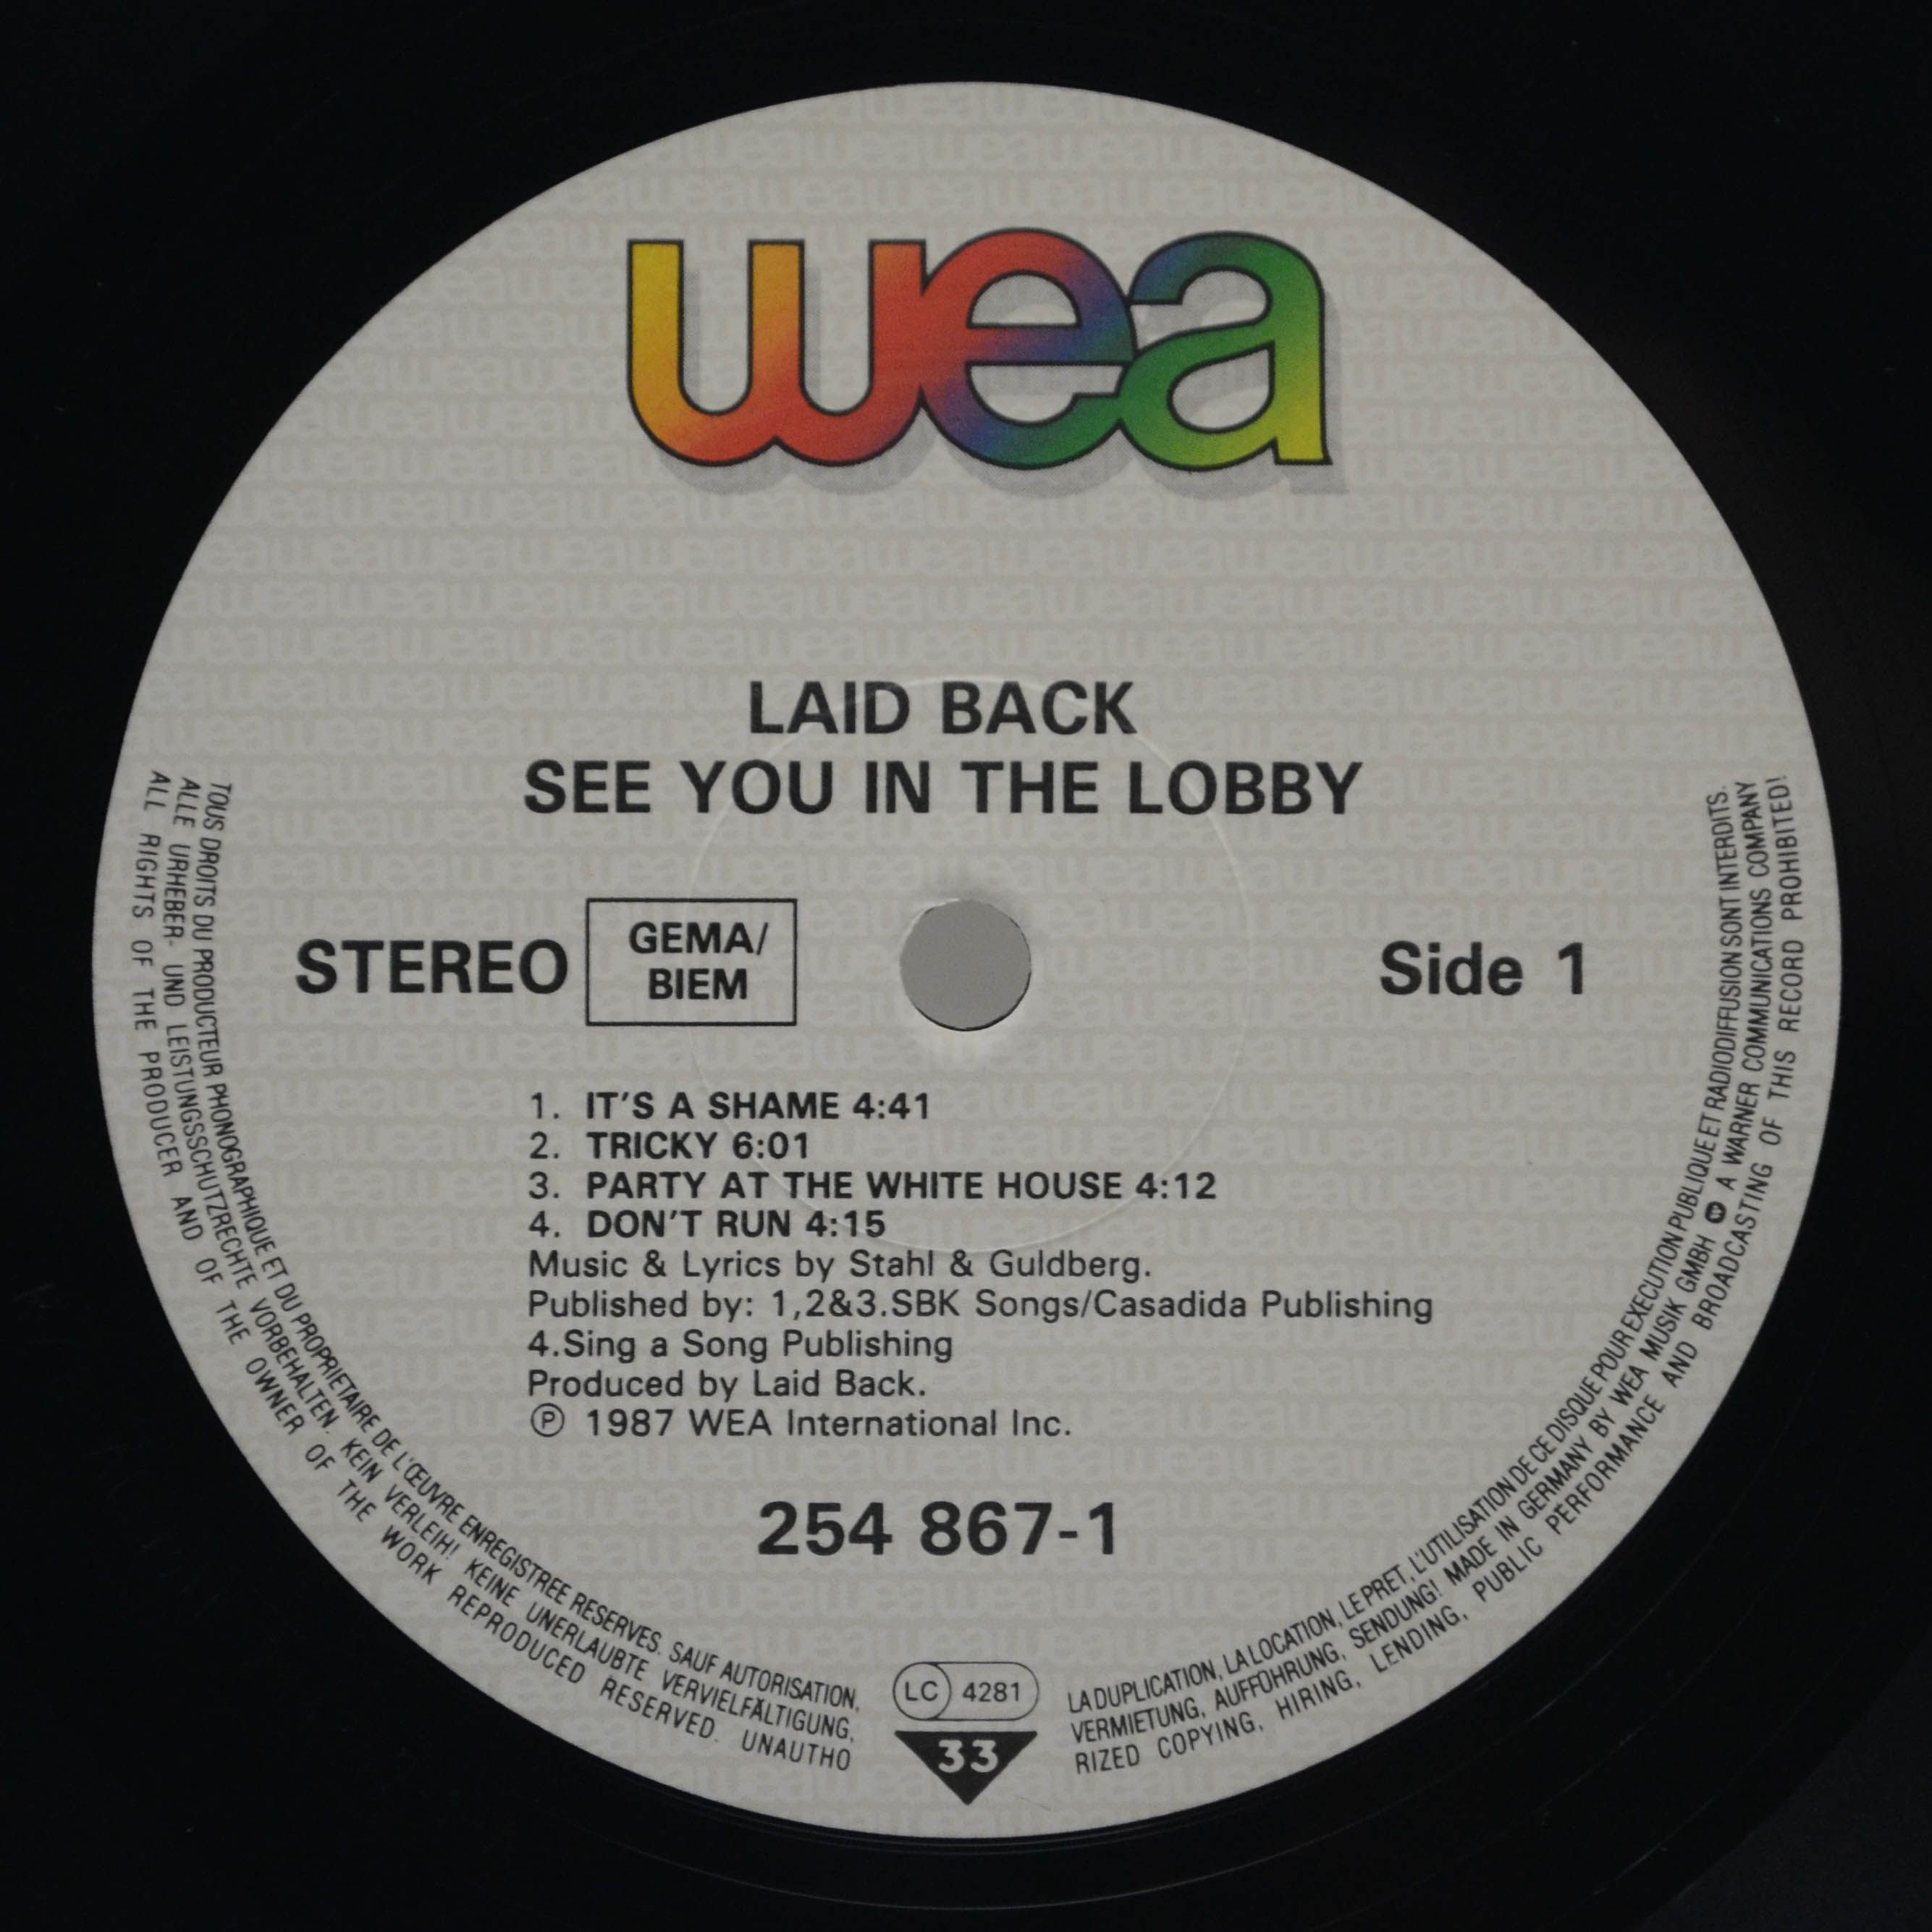 wea
LAID BACK
SEE YOU IN THE LOBBY
STEREO
GEMA/
BIEM
Side 1
1. IT'S A SHAME 4:41
2. TRICKY 6:01
3. PARTY AT THE WHITE HOUSE 4:12
4. DON'T RUN 4:15
Music & Lyrics by Stahl & Guldberg.
Published by: 1,2&3.SBK Songs/Casadida Publishing
4.Sing a Song Publishing
Produced by Laid Back.
℗ 1987 WEA International Inc.
254 867-1
LC 4281
33
TOUS DROITS DU PRODUCTEUR PHONOGRAPHIQUE ET DU PROPRIETAIRE DE L'ŒUVRE ENREGISTREE RESERVES. SAUF AUTORISATION, LA DUPLICATION, LA LOCATION, LE PRET, L'UTILISATION DE CE DISQUE POUR EXECUTION PUBLIQUE ET RADIODIFFUSION SONT INTERDITS.
ALLE URHEBER- UND LEISTUNGSSCHUTZRECHTE VORBEHALTEN. KEIN VERLEIH! KEINE UNERLAUBTE VERVIELFÄLTIGUNG, VERMIETUNG, AUFFÜHRUNG, SENDUNG! MADE IN GERMANY BY WEA MUSIK GMBH W A WARNER COMMUNICATIONS COMPANY
ALL RIGHTS OF THE PRODUCER AND OF THE OWNER OF THE WORK REPRODUCED RESERVED. UNAUTHORIZED COPYING, HIRING, LENDING, PUBLIC PERFORMANCE AND BROADCASTING OF THIS RECORD PROHIBITED!